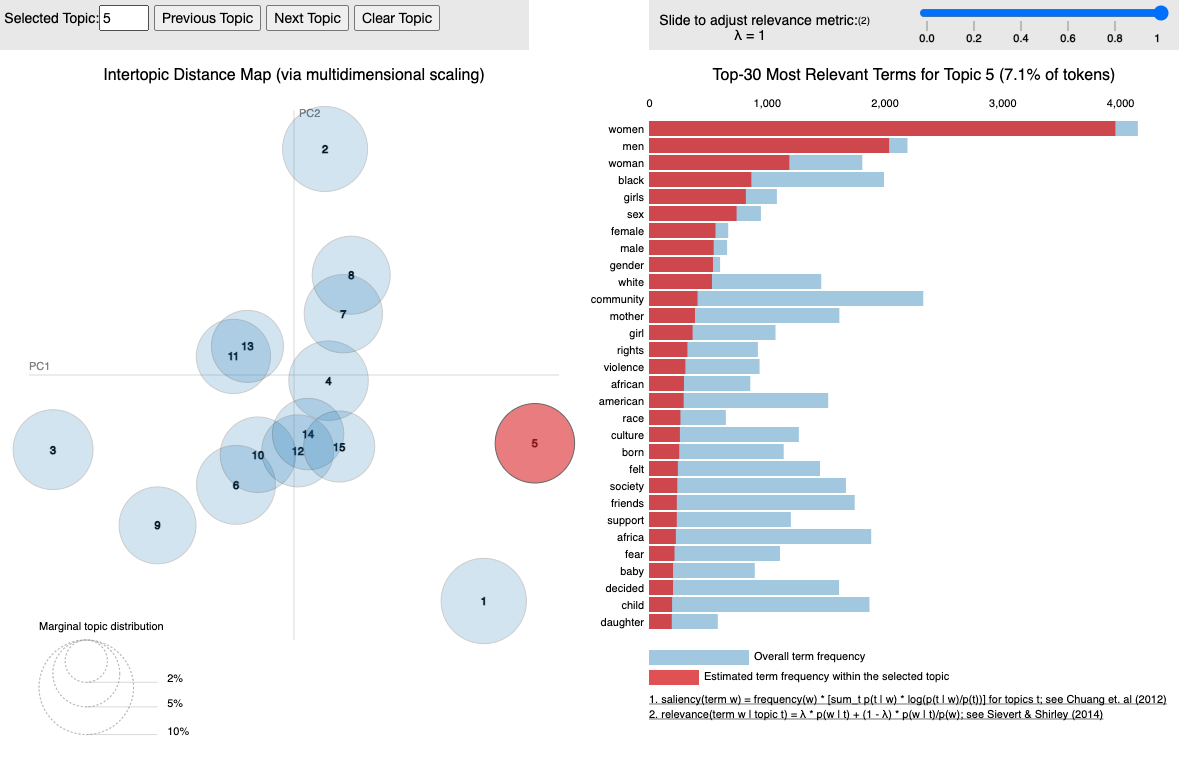 Selected Topic: 5 Previous Topic Next Topic Clear Topic
Slide to adjust relevance metric:(2)
λ = 1
0.0 0.2 0.4 0.6 0.8 1
Intertopic Distance Map (via multidimensional scaling)
PC2
2
8
7
13
11
PC1
4
3
14
5
12
15
10
6
9
1
Marginal topic distribution
2%
5%
10%
Top-30 Most Relevant Terms for Topic 5 (7.1% of tokens)
0 1,000 2,000 3,000 4,000
women
men
woman
black
girls
sex
female
male
gender
white
community
mother
girl
rights
violence
african
american
race
culture
born
felt
society
friends
support
africa
fear
baby
decided
child
daughter
Overall term frequency
Estimated term frequency within the selected topic
1. saliency(term w) = frequency(w) * [sum_t p(t | w) * log(p(t | w)/p(t))] for topics t; see Chuang et. al (2012)
2. relevance(term w | topic t) = λ * p(w | t) + (1 - λ) * p(w | t)/p(w); see Sievert & Shirley (2014)